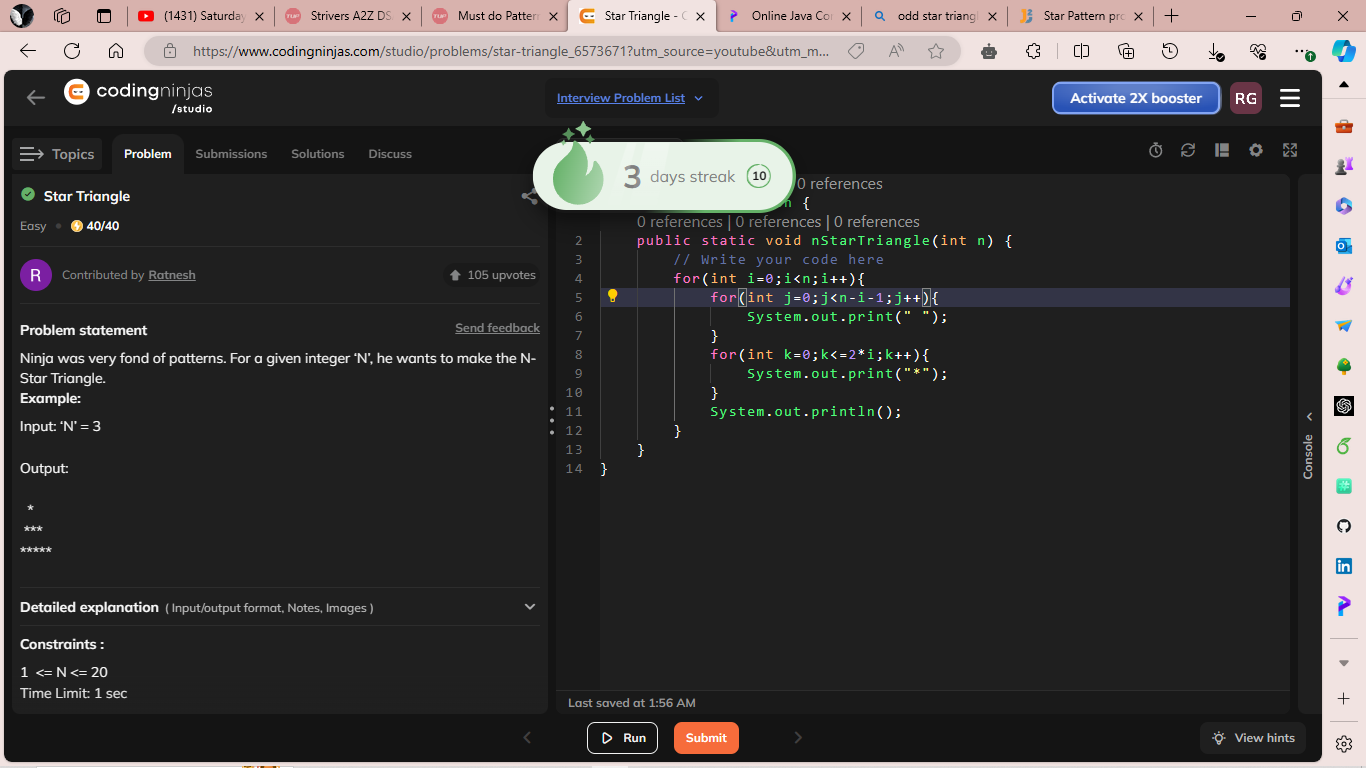 (1431) Saturday
Strivers A2Z DS
Must do Patter
Star Triangle - C
Online Java Co
odd star triang
Star Pattern pr
https://www.codingninjas.com/studio/problems/star-triangle_6573671?utm_source=youtube&utm_m...
codingninjas
/studio
Interview Problem List
Activate 2X booster
RG
Topics
Problem
Submissions
Solutions
Discuss
3 days streak 10
Star Triangle
Easy
40/40
R
Contributed by Ratnesh
105 upvotes
Problem statement
Send feedback
Ninja was very fond of patterns. For a given integer ‘N’, he wants to make the N-
Star Triangle.
Example:
Input: ‘N’ = 3
Output:
  *
 ***
*****
Detailed explanation ( Input/output format, Notes, Images )
Constraints :
1  <= N <= 20
Time Limit: 1 sec
0 references
{
0 references | 0 references | 0 references
2 public static void nStarTriangle(int n) {
3 // Write your code here
4 for(int i=0;i<n;i++){
5 for(int j=0;j<n-i-1;j++){
6 System.out.print(" ");
7 }
8 for(int k=0;k<=2*i;k++){
9 System.out.print("*");
10 }
11 System.out.println();
12 }
13 }
14 }
Console
Last saved at 1:56 AM
Run
Submit
View hints